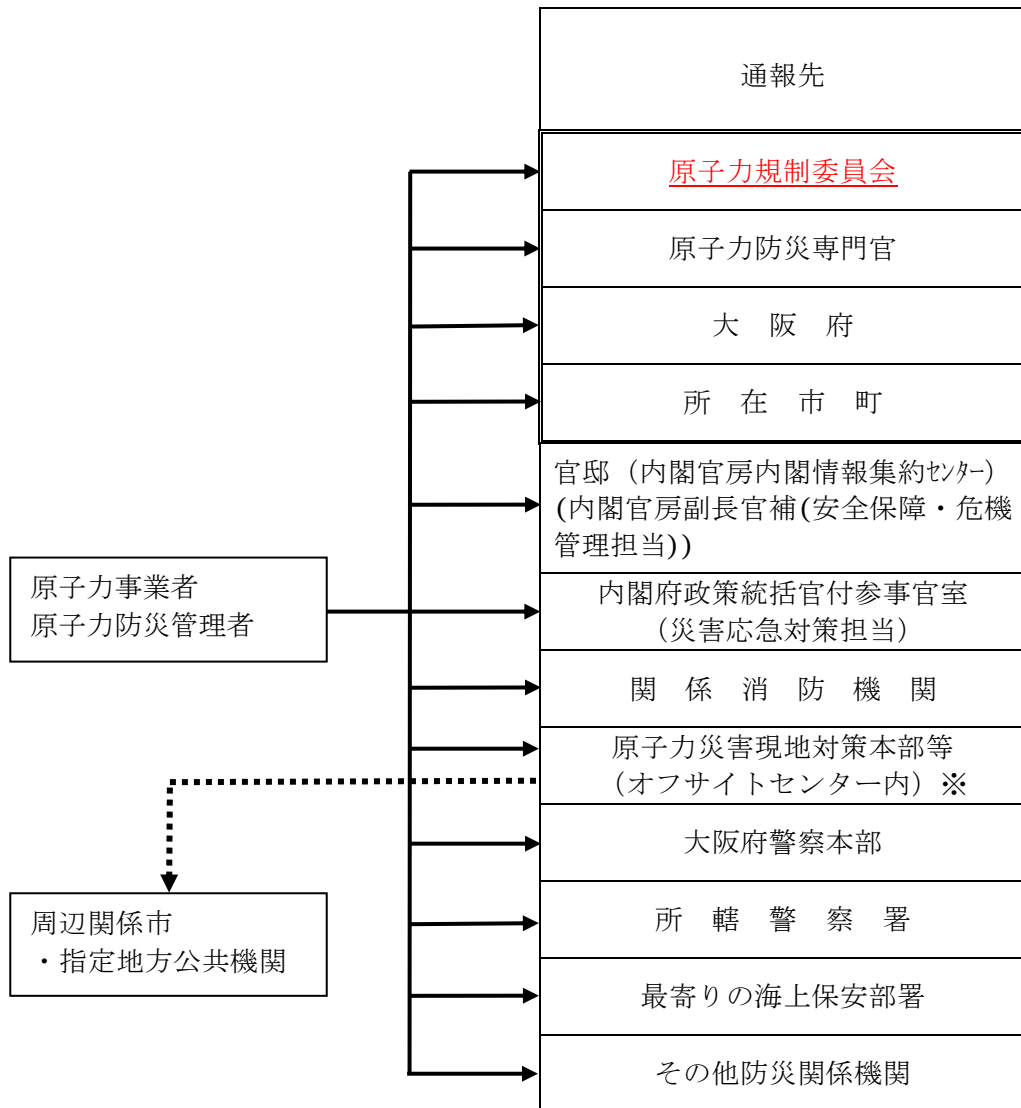 通報先
原子力規制委員会
原子力防災専門官
大　阪　府
所　在　市　町
官邸（内閣官房内閣情報集約ｾﾝﾀｰ）
(内閣官房副長官補(安全保障・危機
管理担当))
内閣府政策統括官付参事官室
（災害応急対策担当）
関　係　消　防　機　関
原子力災害現地対策本部等
（オフサイトセンター内）※
大阪府警察本部
所　轄　警　察　署
最寄りの海上保安部署
その他防災関係機関
原子力事業者
原子力防災管理者
周辺関係市
・指定地方公共機関